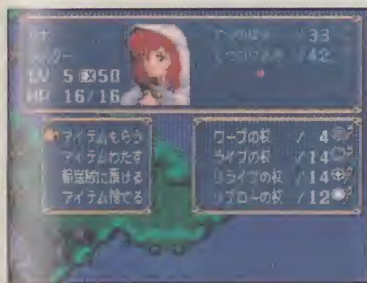 /33
/42
LV 5 EX50
HP 16/16
アイテムもらう
アイテムわたす
輸送隊に預ける
アイテム捨てる
ワープの杖 / 4
ライブの杖 /14
リライブの杖 /14
リブローの杖 /12